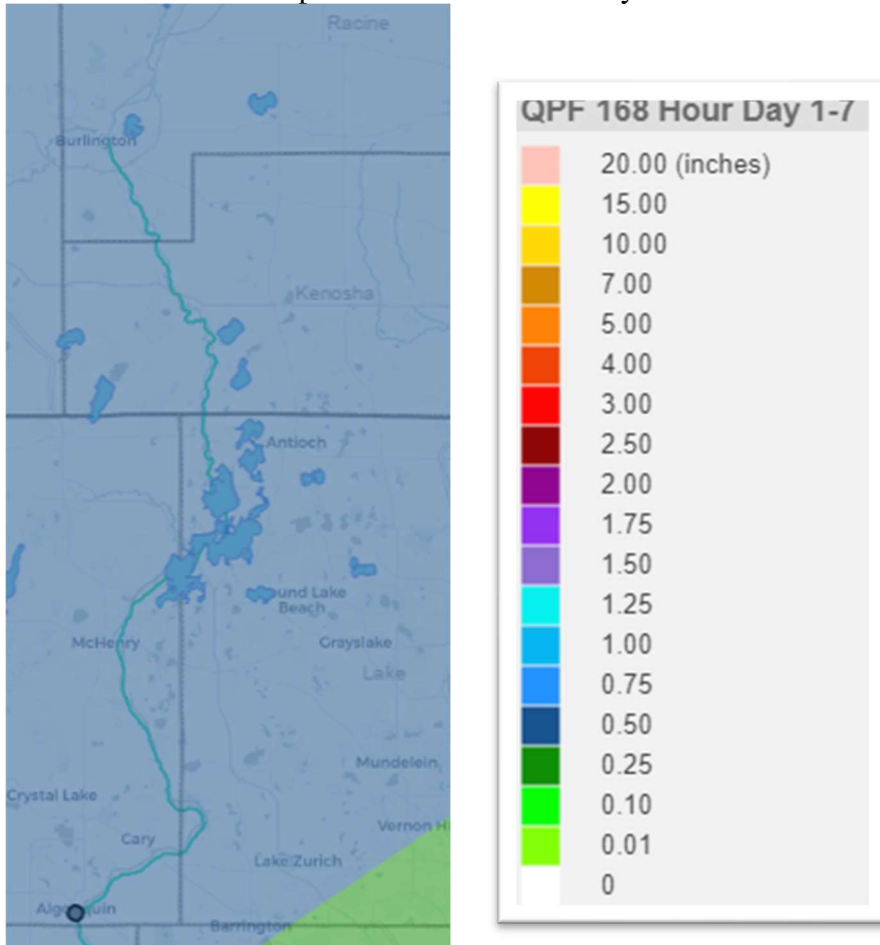 Racine
Burlington
Kenosha
Antioch
und Lake
Beach
McHenry
Grayslake
Lake
Mundelein
Crystal Lake
Vernon H
Cary
Lake Zurich
Algonquin
Barrington
QPF 168 Hour Day 1-7
20.00 (inches)
15.00
10.00
7.00
5.00
4.00
3.00
2.50
2.00
1.75
1.50
1.25
1.00
0.75
0.50
0.25
0.10
0.01
0